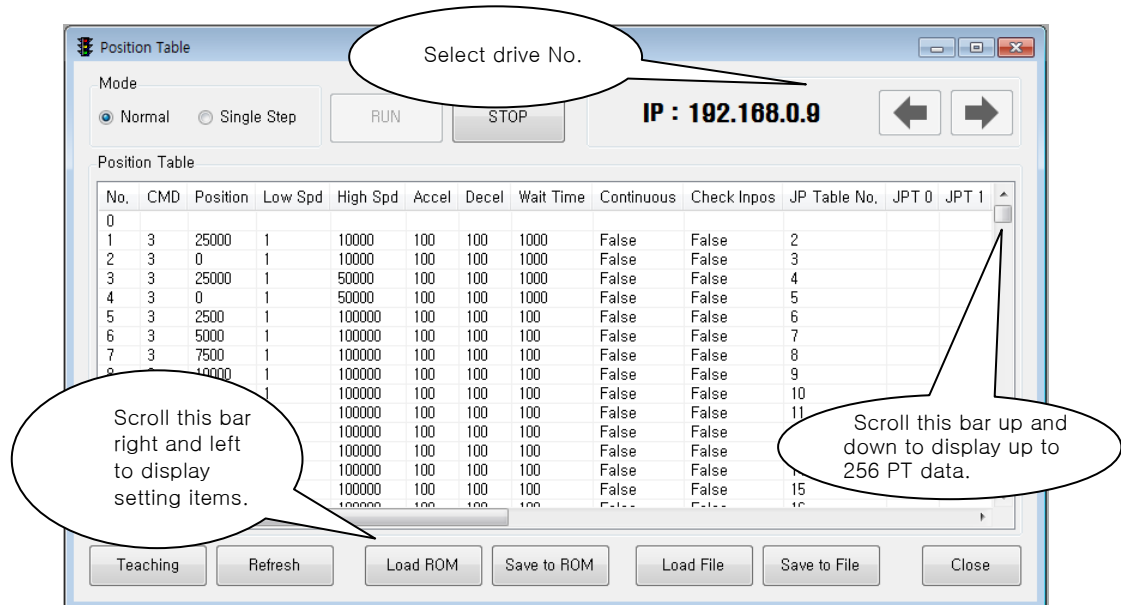 Position Table
Select drive No.
Mode
Normal
Single Step
RUN
STOP
IP : 192.168.0.9
Position Table
No, CMD Position Low Spd High Spd Accel Decel Wait Time Continuous Check Inpos JP Table No, JPT 0 JPT 1
0
1 3 25000 1 10000 100 100 1000 False False 2
2 3 0 1 10000 100 100 1000 False False 3
3 3 25000 1 50000 100 100 1000 False False 4
4 3 0 1 50000 100 100 1000 False False 5
5 3 2500 1 100000 100 100 100 False False 6
6 3 5000 1 100000 100 100 100 False False 7
7 3 7500 1 100000 100 100 100 False False 8
10000 1 100000 100 100 100 False False 9
1 100000 100 100 100 False False 10
100000 100 100 100 False False 11
100000 100 100 100 False False
100000 100 100 100 False False
100000 100 100 100 False False
100000 100 100 100 False False 15
Scroll this bar
right and left
to display
setting items.
Scroll this bar up and
down to display up to
256 PT data.
Teaching
Refresh
Load ROM
Save to ROM
Load File
Save to File
Close